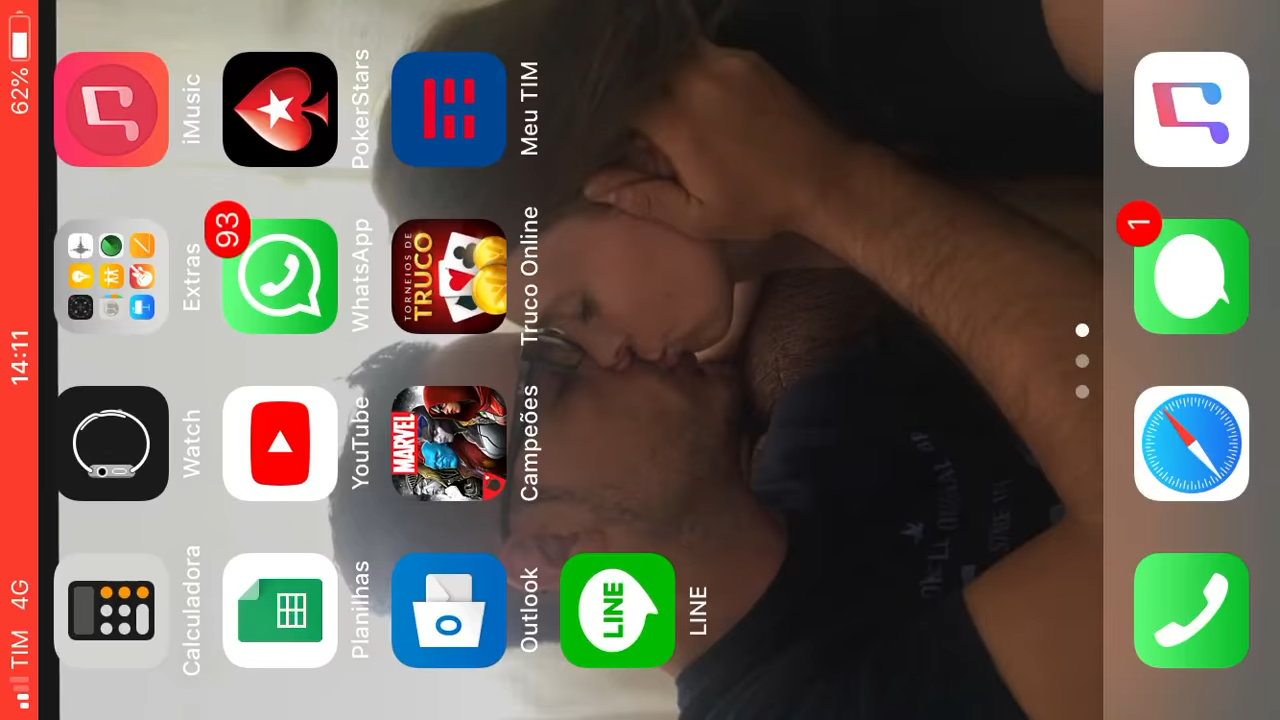 TIM 4G 14:11 62%
Calculadora Watch Extras iMusic
93
Planilhas YouTube WhatsApp PokerStars
MARVEL
TORNEIOS DE
TRUCO
Outlook Campeões Truco Online Meu TIM
LINE
LINE
1